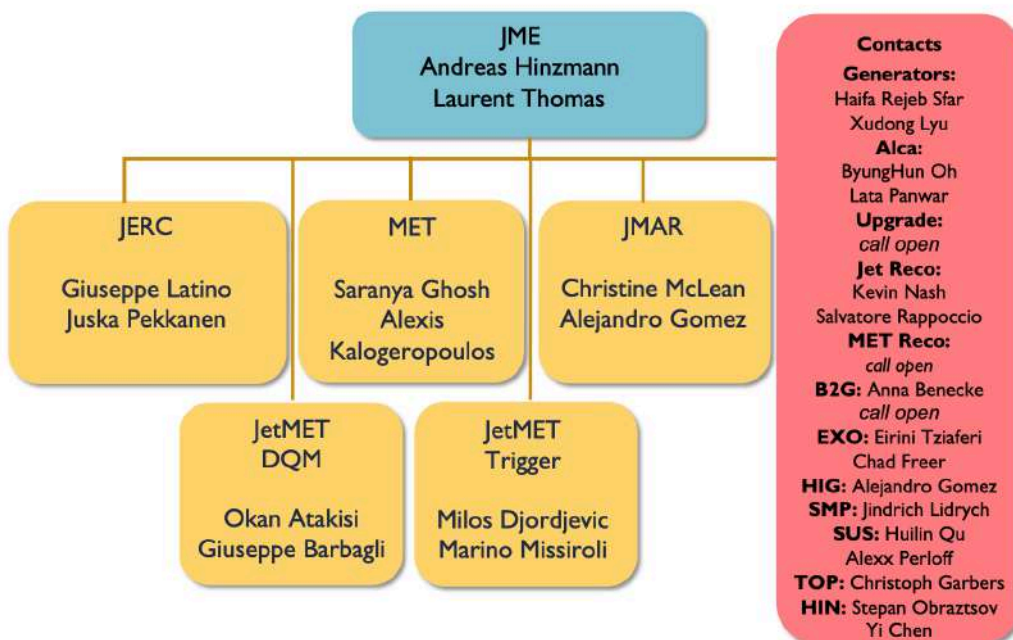 JME
Andreas Hinzmann
Laurent Thomas
JERC
Giuseppe Latino
Juska Pekkanen
MET
Saranya Ghosh
Alexis
Kalogeropoulos
JMAR
Christine McLean
Alejandro Gomez
JetMET
DQM
Okan Atakisi
Giuseppe Barbagli
JetMET
Trigger
Milos Djordjevic
Marino Missiroli
Contacts
Generators:
Haifa Rejeb Sfar
Xudong Lyu
Alca:
ByungHun Oh
Lata Panwar
Upgrade:
call open
Jet Reco:
Kevin Nash
Salvatore Rappoccio
MET Reco:
call open
B2G: Anna Benecke
call open
EXO: Eirini Tziaferi
Chad Freer
HIG: Alejandro Gomez
SMP: Jindrich Lidrych
SUS: Huilin Qu
Alexx Perloff
TOP: Christoph Garbers
HIN: Stepan Obraztsov
Yi Chen